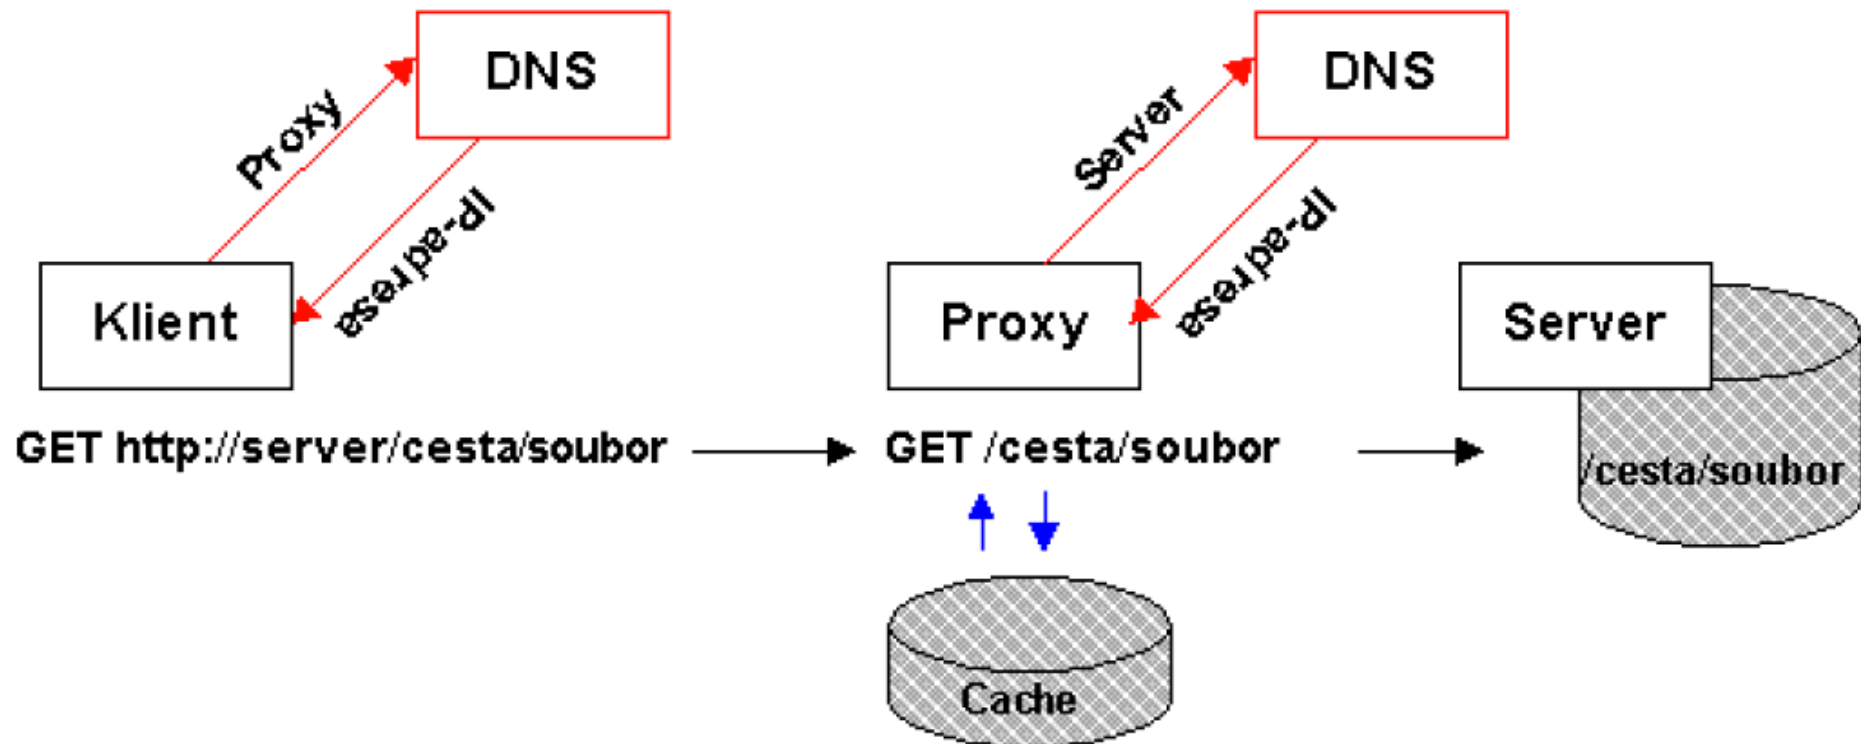 DNS
DNS
Proxy
IP-adresa
Server
IP-adresa
Klient
Proxy
Server
GET http://server/cesta/soubor
GET /cesta/soubor
/cesta/soubor
Cache